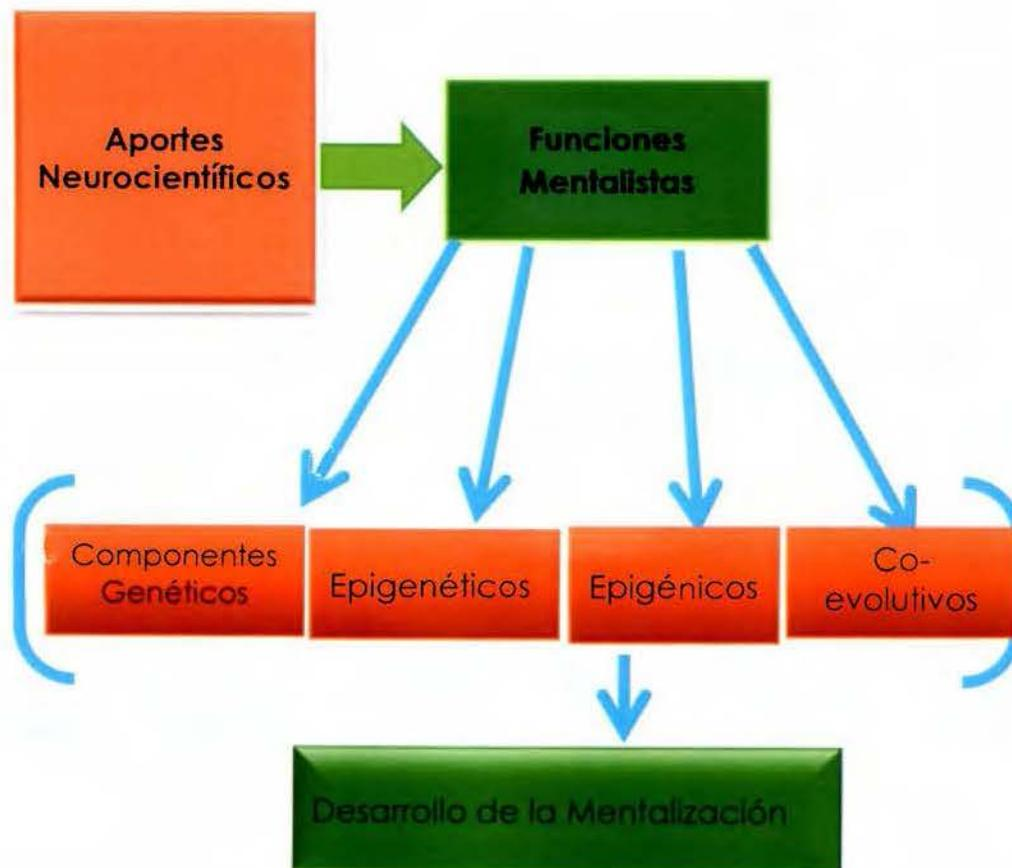 Aportes
Neurocientíficos
Funciones
Mentalistas
Componentes
Genéticos
Epigenéticos
Epigénicos
Co-
evolutivos
Desarrollo de la Mentalización